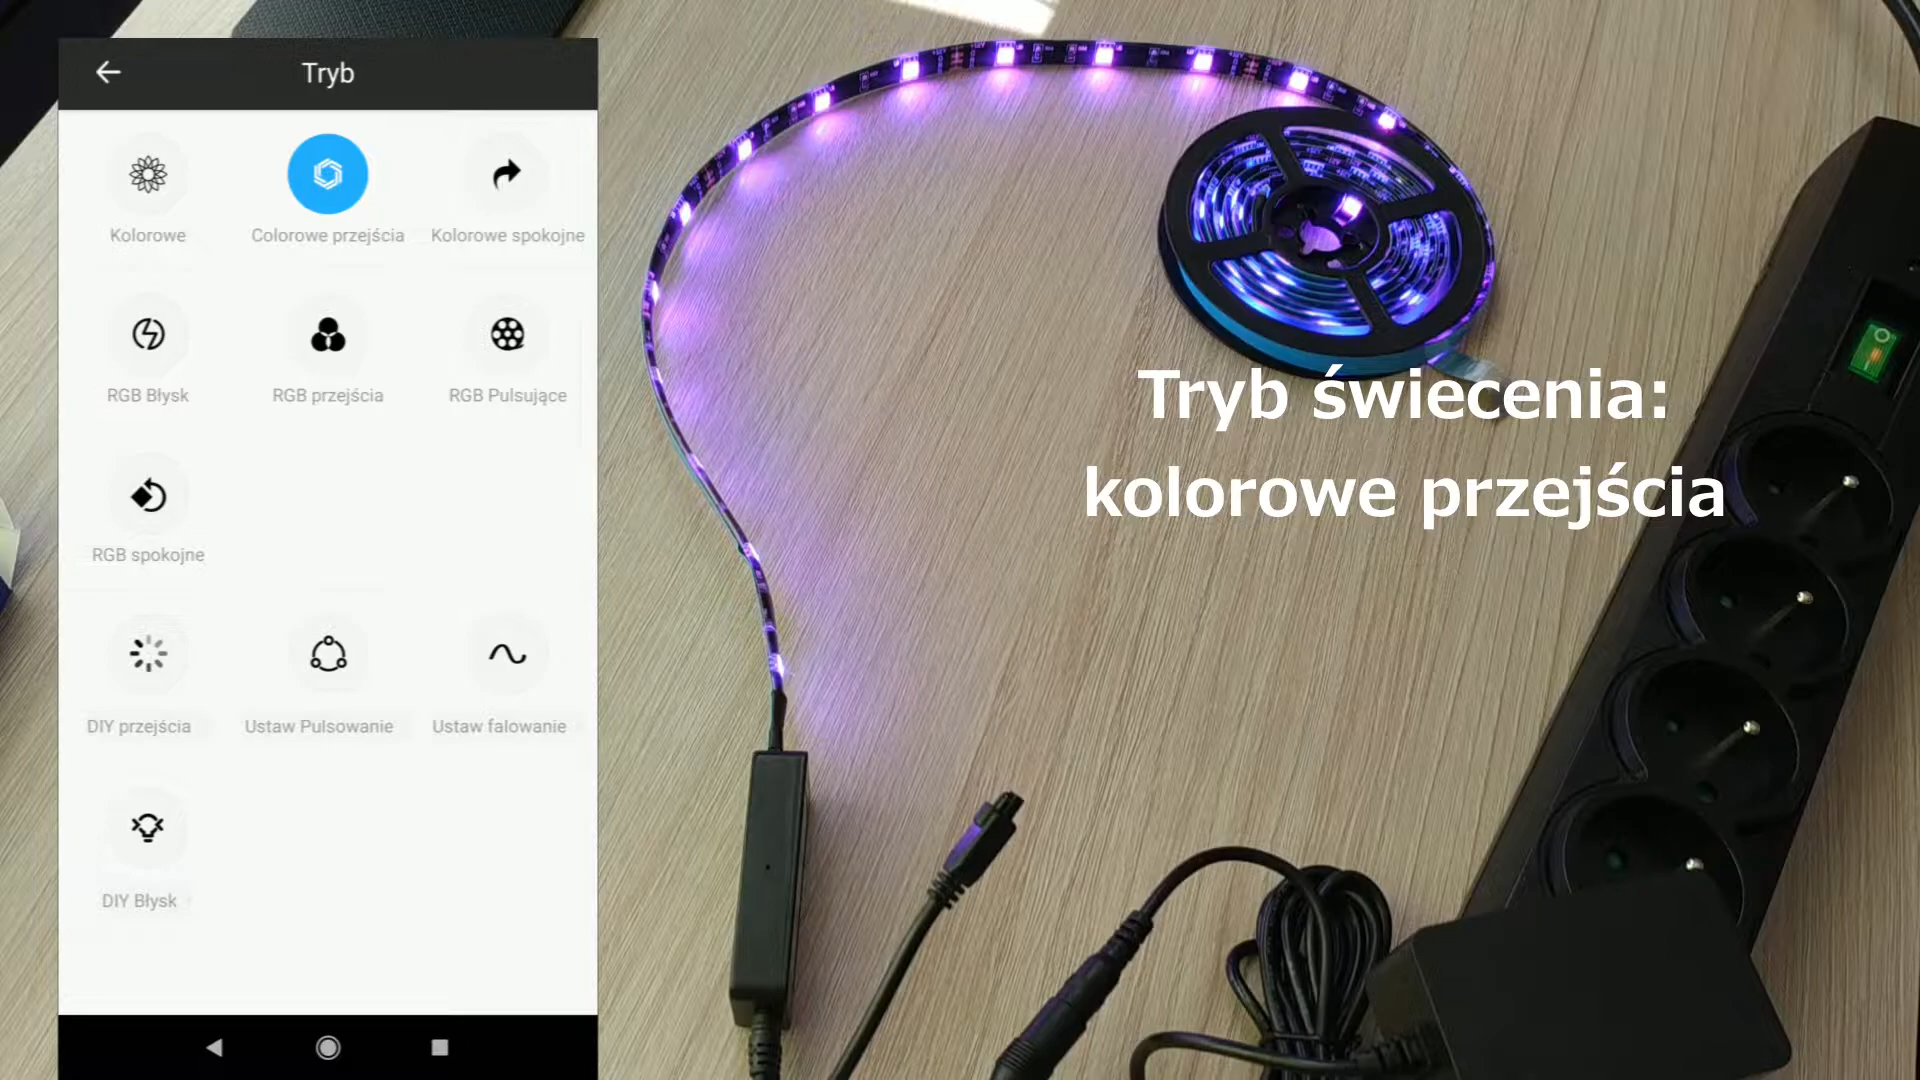 Tryb
Kolorowe
Colorowe przejścia
Kolorowe spokojne
RGB Błysk
RGB przejścia
RGB Pulsujące
RGB spokojne
DIY przejścia
Ustaw Pulsowanie
Ustaw falowanie
DIY Błysk
Tryb świecenia:
kolorowe przejścia